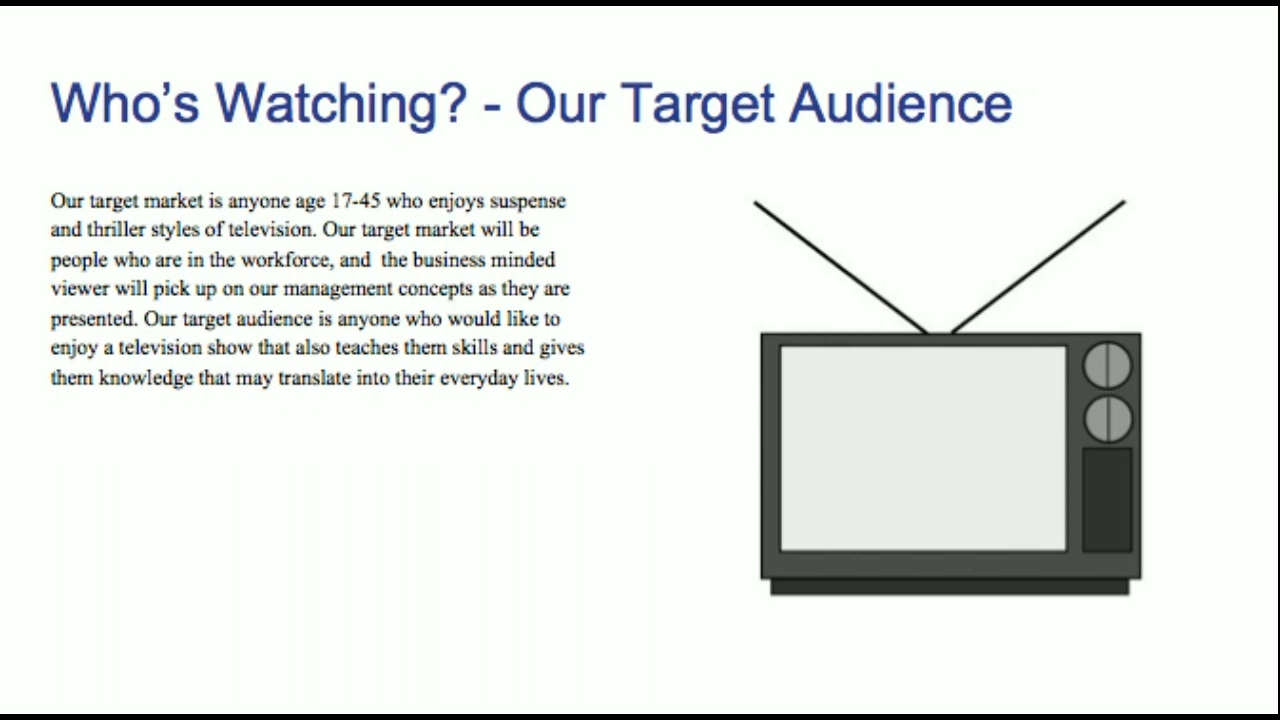 Who's Watching? - Our Target Audience
Our target market is anyone age 17-45 who enjoys suspense
and thriller styles of television. Our target market will be
people who are in the workforce, and  the business minded
viewer will pick up on our management concepts as they are
presented. Our target audience is anyone who would like to
enjoy a television show that also teaches them skills and gives
them knowledge that may translate into their everyday lives.